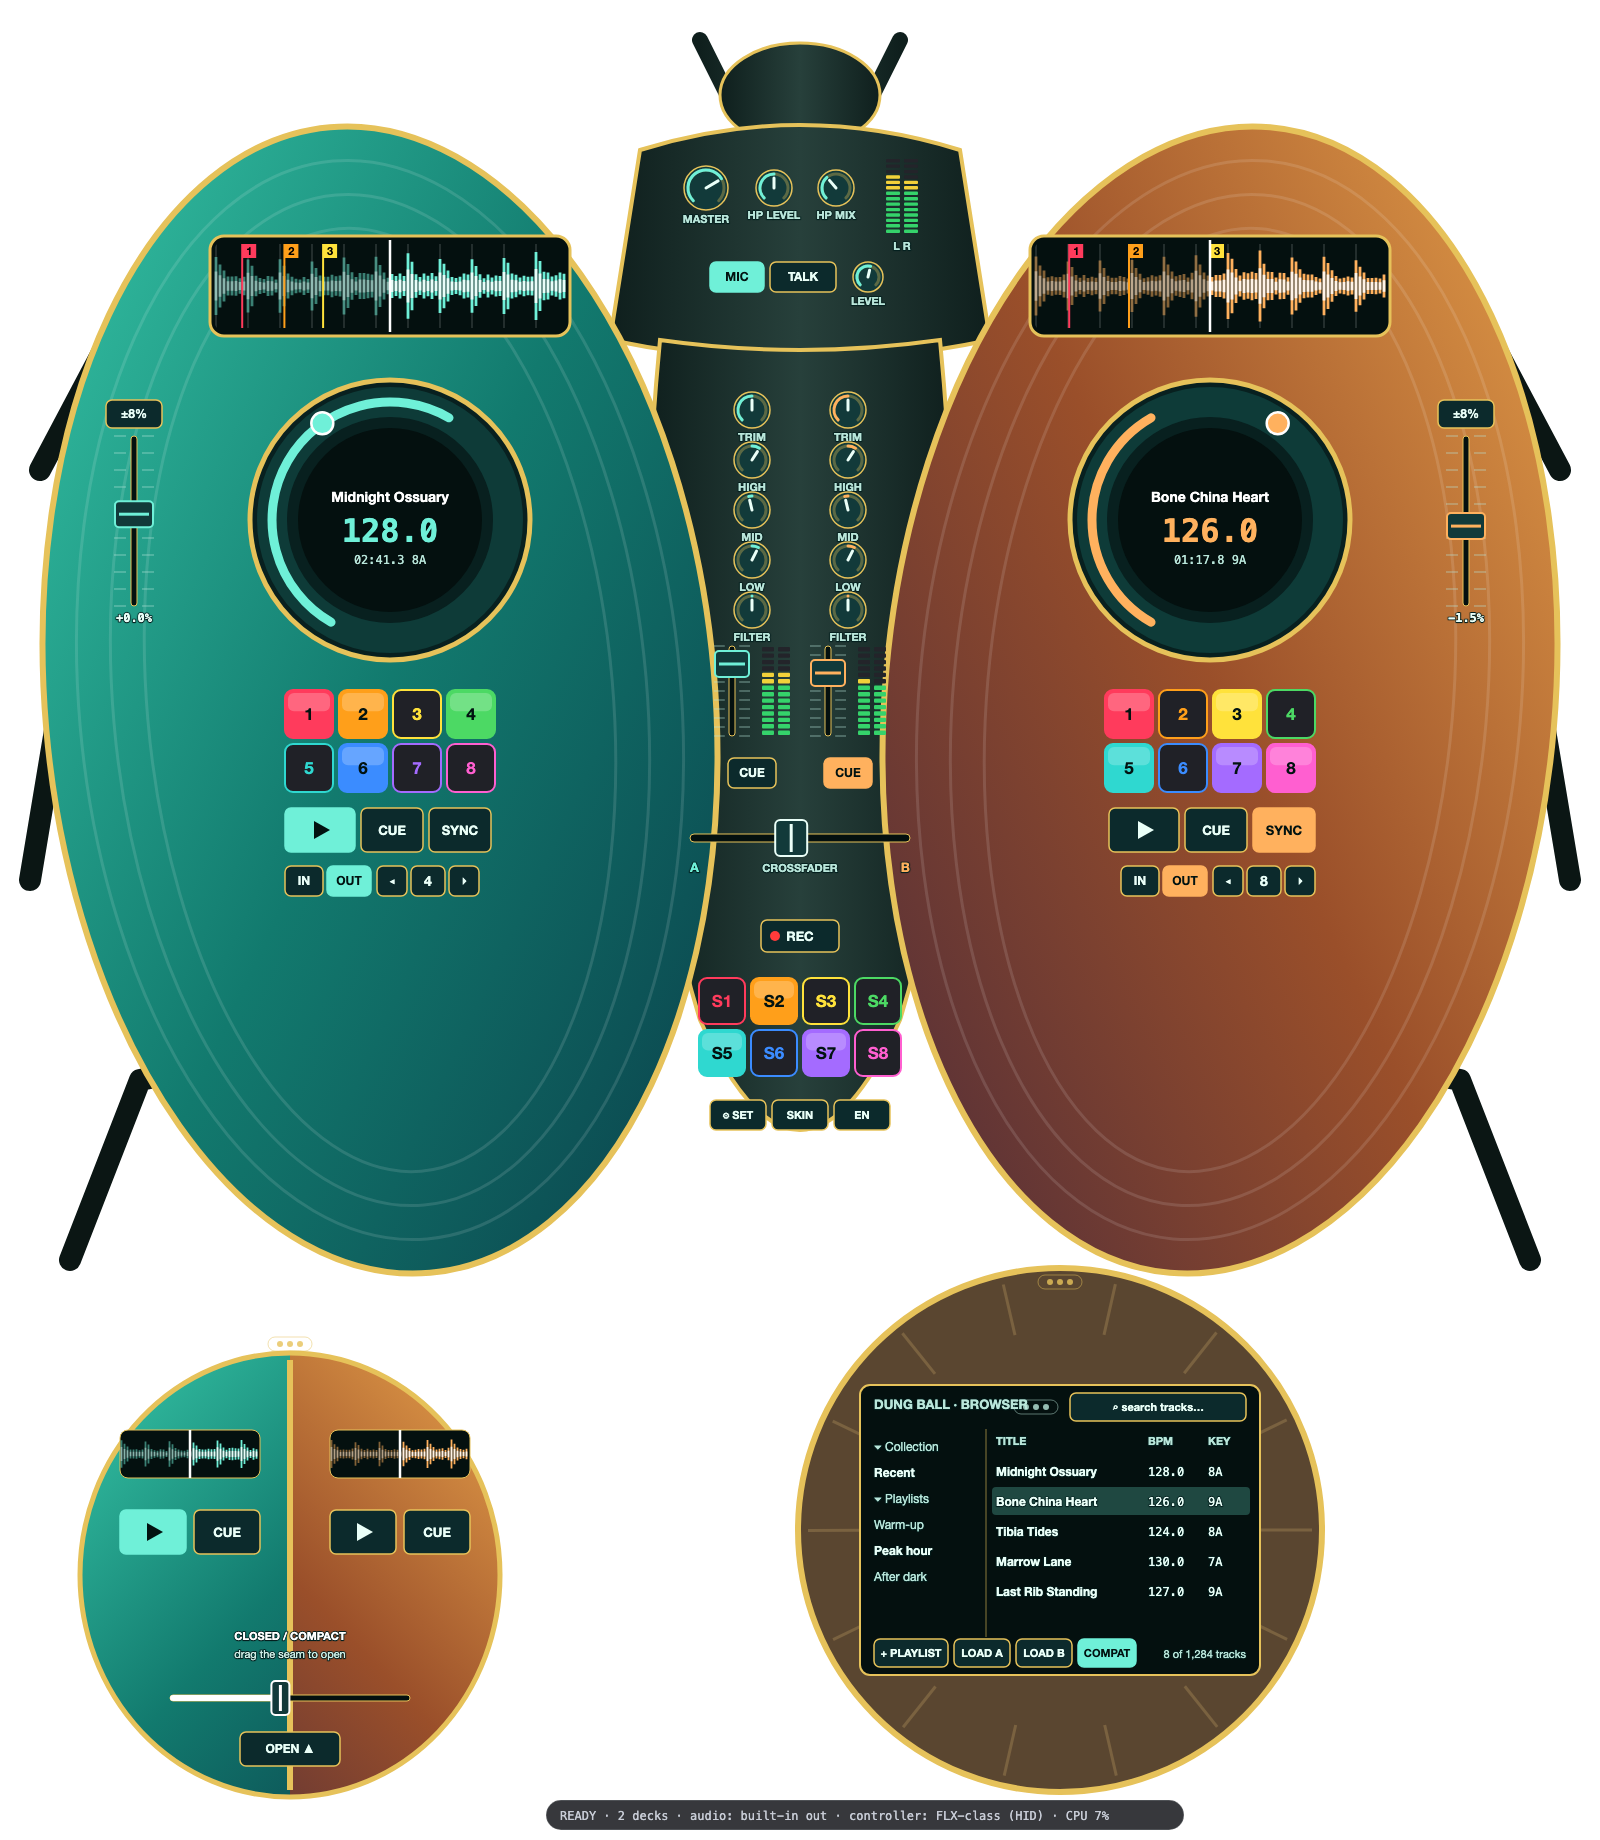 MASTER
HP LEVEL
HP MIX
L R
MIC
TALK
LEVEL
1
2
3
±8%
Midnight Ossuary
128.0
02:41.3 8A
+0.0%
1
2
3
4
5
6
7
8
CUE
SYNC
IN
OUT
4
TRIM
TRIM
HIGH
HIGH
MID
MID
LOW
LOW
FILTER
FILTER
CUE
CUE
A
CROSSFADER
B
REC
S1
S2
S3
S4
S5
S6
S7
S8
SET
SKIN
EN
1
2
3
±8%
Bone China Heart
126.0
01:17.8 9A
−1.5%
1
2
3
4
5
6
7
8
CUE
SYNC
IN
OUT
8
CUE
CUE
CLOSED / COMPACT
drag the seam to open
OPEN ▲
DUNG BALL · BROWSER
search tracks…
Collection
Recent
Playlists
Warm-up
Peak hour
After dark
TITLE BPM KEY
Midnight Ossuary 128.0 8A
Bone China Heart 126.0 9A
Tibia Tides 124.0 8A
Marrow Lane 130.0 7A
Last Rib Standing 127.0 9A
+ PLAYLIST
LOAD A
LOAD B
COMPAT
8 of 1,284 tracks
READY · 2 decks · audio: built-in out · controller: FLX-class (HID) · CPU 7%